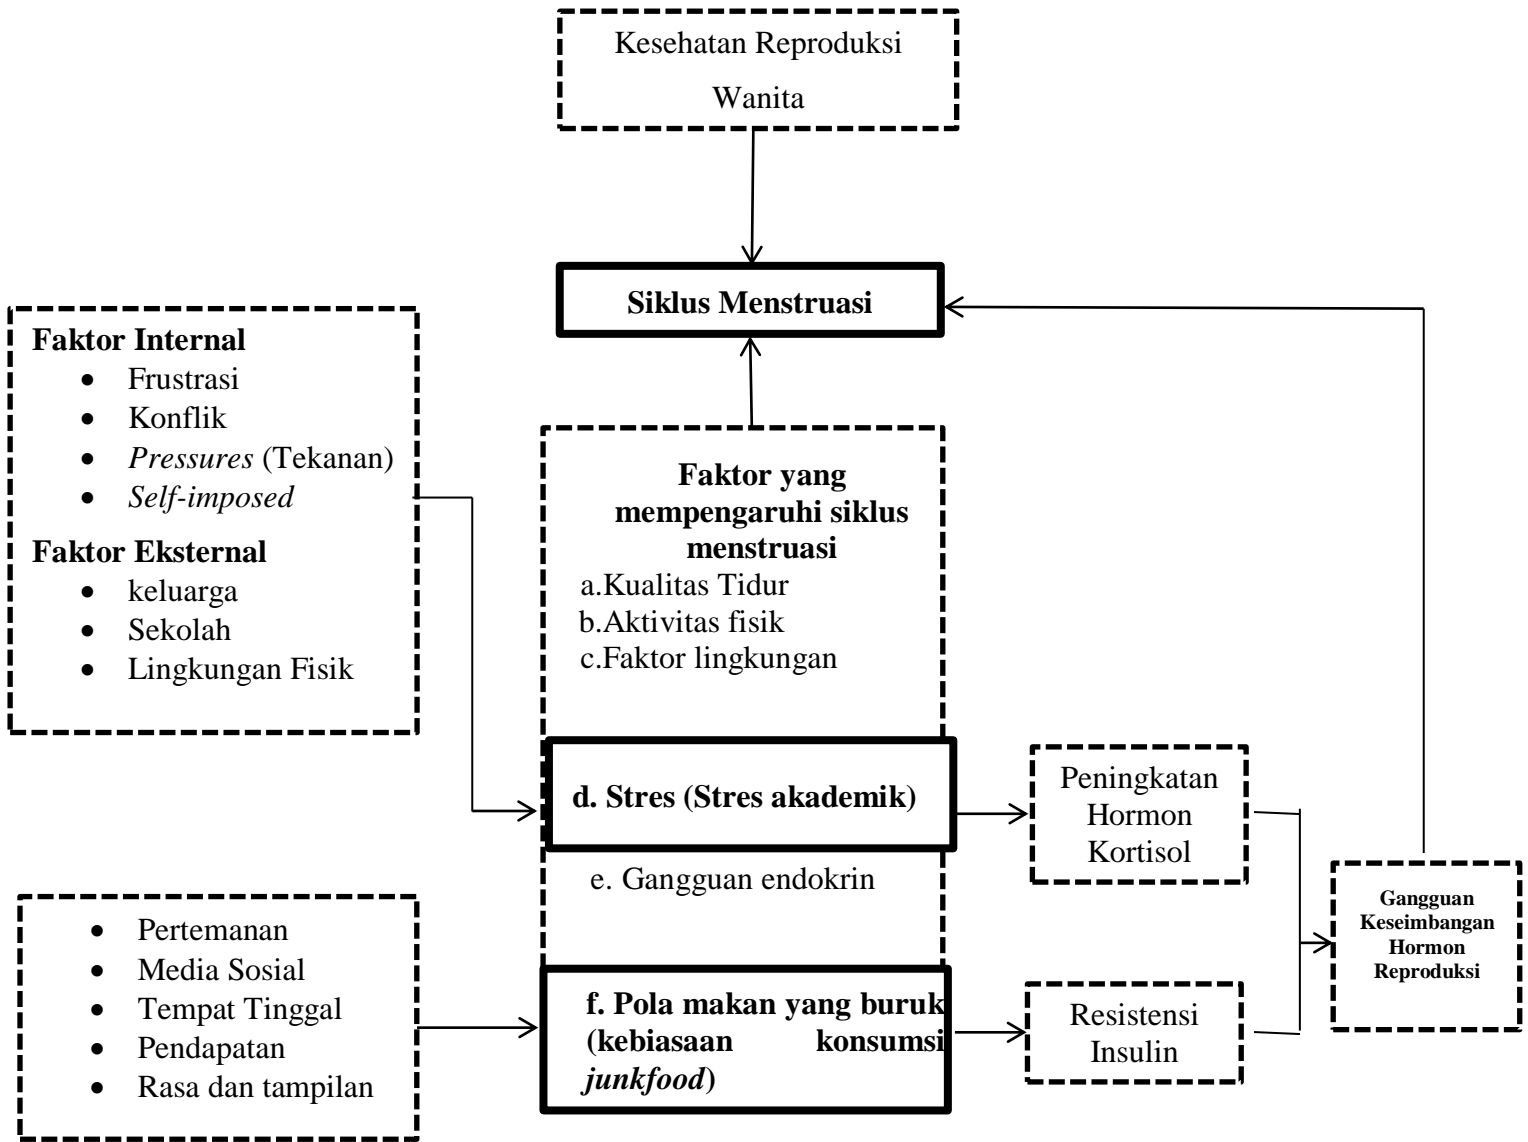 Kesehatan Reproduksi
Wanita
Siklus Menstruasi
Faktor Internal
• Frustrasi
• Konflik
• Pressures (Tekanan)
• Self-imposed
Faktor Eksternal
• keluarga
• Sekolah
• Lingkungan Fisik
Faktor yang
mempengaruhi siklus
menstruasi
a.Kualitas Tidur
b.Aktivitas fisik
c.Faktor lingkungan
d. Stres (Stres akademik)
e. Gangguan endokrin
f. Pola makan yang buruk
(kebiasaan konsumsi
junkfood)
• Pertemanan
• Media Sosial
• Tempat Tinggal
• Pendapatan
• Rasa dan tampilan
Peningkatan
Hormon
Kortisol
Resistensi
Insulin
Gangguan
Keseimbangan
Hormon
Reproduksi